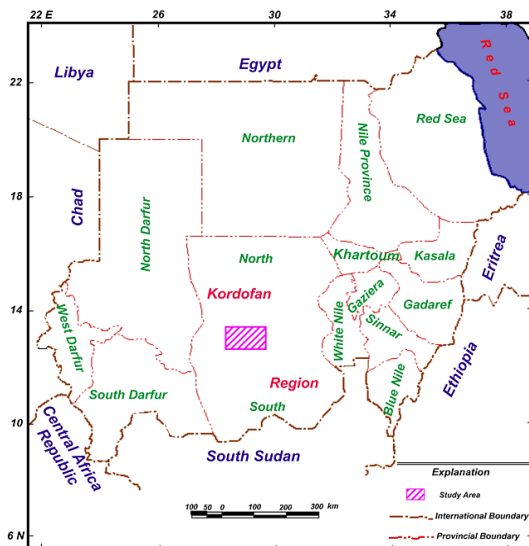 22 E
26
30
34
38
22
18
14
10
6 N
Libya
Egypt
Red Sea
Northern
Nile Province
Red Sea
Chad
North Darfur
North
Khartoum
Kasala
Eritrea
Kordofan
Gaziera
Gadaref
West Darfur
White Nile
Sinnar
Region
Ethiopia
South Darfur
South
Blue Nile
Central Africa
Republic
South Sudan
Explanation
Study Area
International Boundary
Provincial Boundary
100 50 0 100 200 300 km